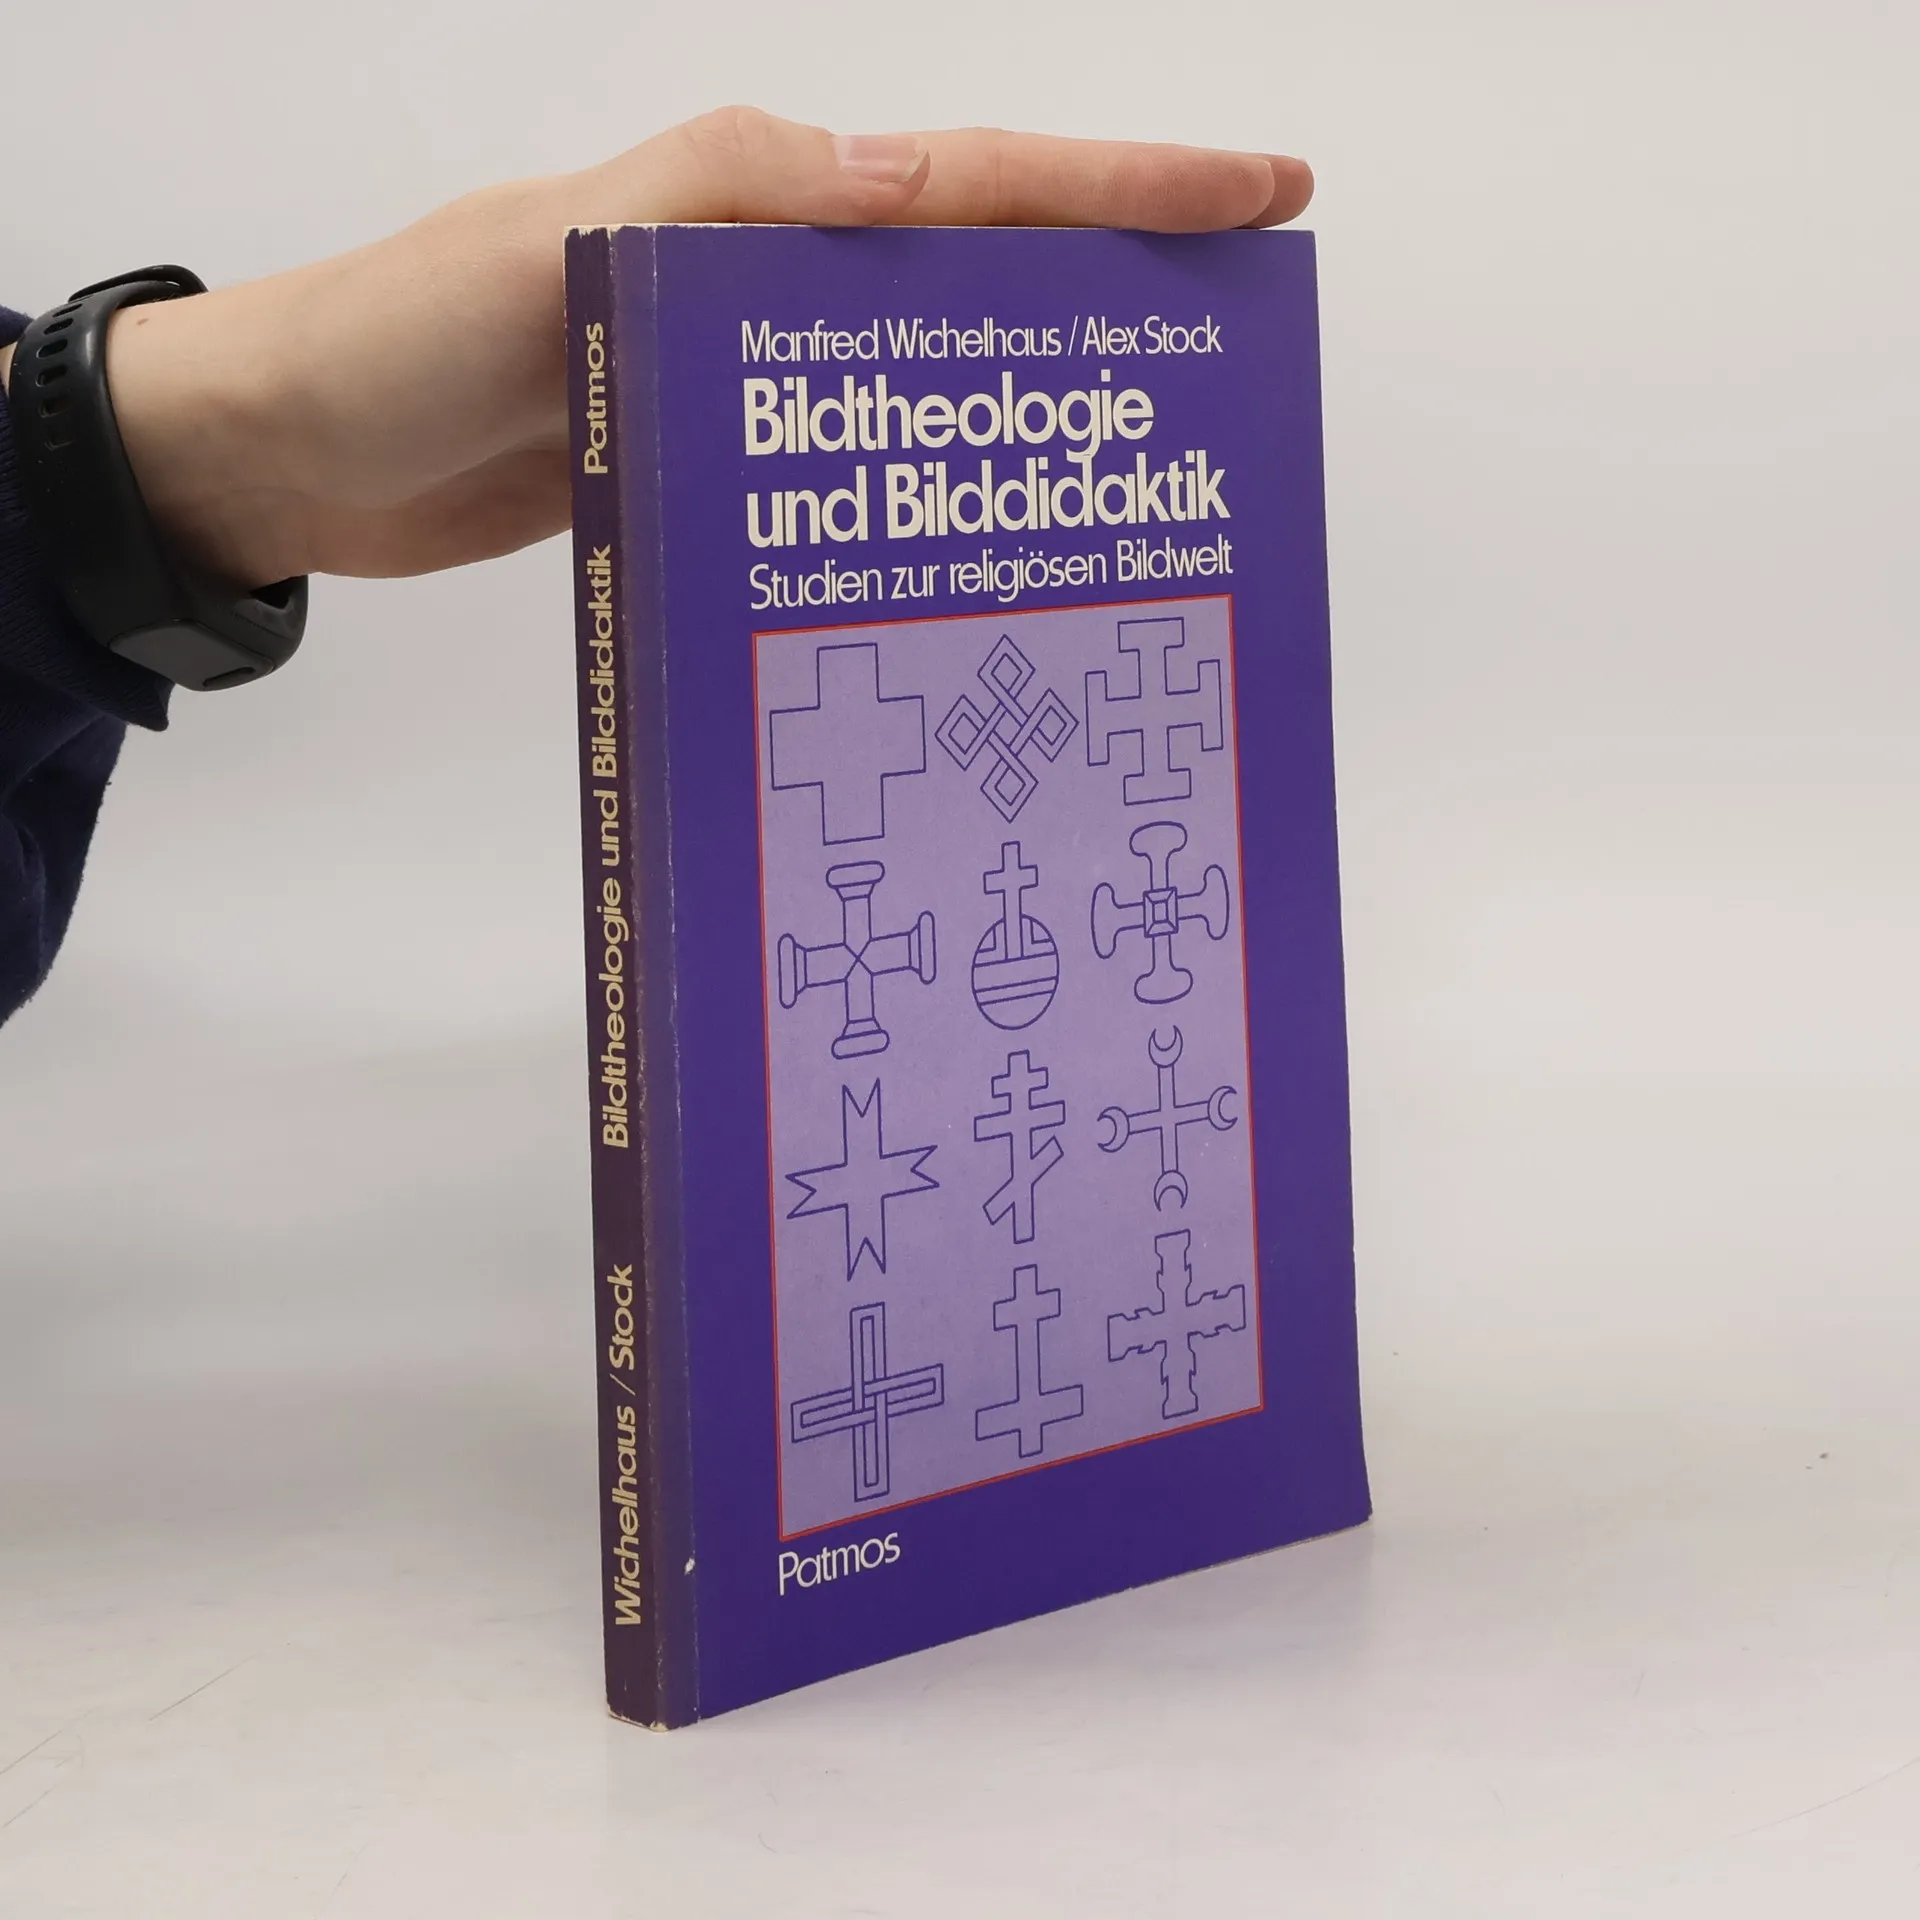 Manfred Wichelhaus / Alex Stock
Bildtheologie
und Bilddidaktik
Studien zur religiösen Bildwelt
Patmos
Wichelhaus / Stock Bildtheologie und Bilddidaktik Patmos